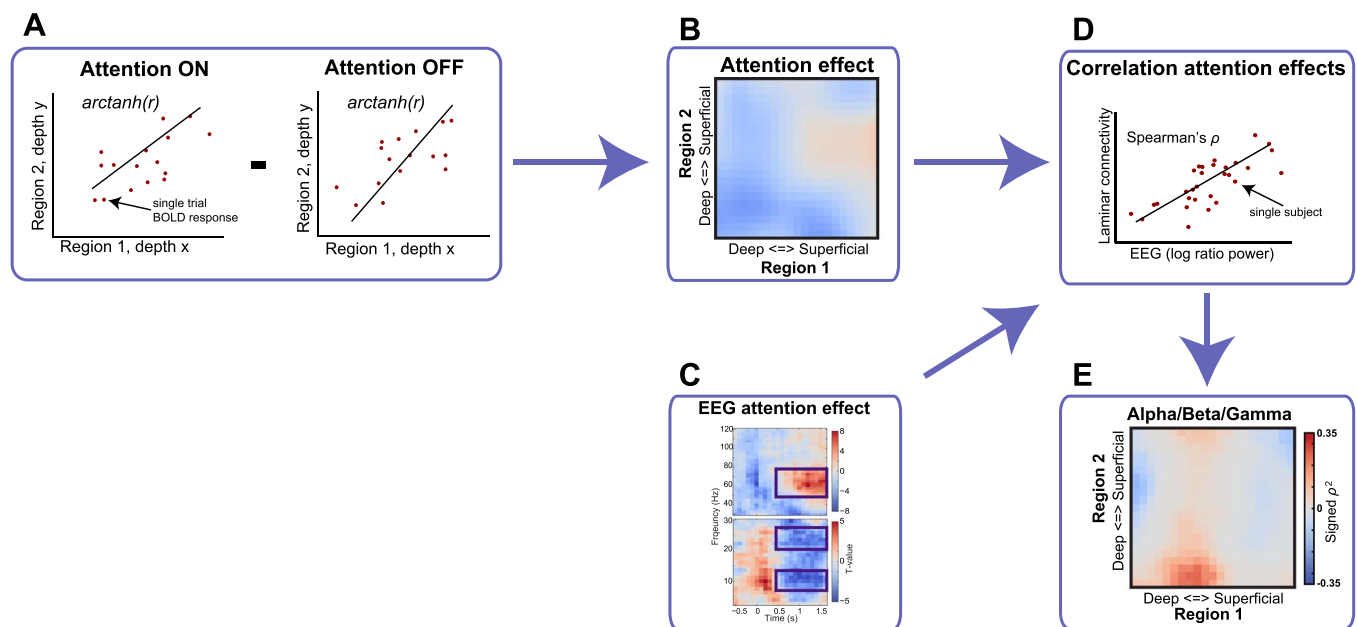 A
Attention ON
Attention OFF
arctanh(r)
arctanh(r)
Region 2, depth y
Region 2, depth y
single trial
BOLD response
Region 1, depth x
Region 1, depth x
B
Attention effect
Region 2
Deep <=> Superficial
Deep <=> Superficial
Region 1
D
Correlation attention effects
Spearman's ρ
Laminar connectivity
single subject
EEG (log ratio power)
C
EEG attention effect
120
100
80
60
40
8
4
0
−4
−8
Frqeuncy (Hz)
30
20
10
5
0
−5
T-value
−0.5 0 0.5 1 1.5
Time (s)
E
Alpha/Beta/Gamma
Region 2
Deep <=> Superficial
0.35
0
-0.35
Signed ρ²
Deep <=> Superficial
Region 1